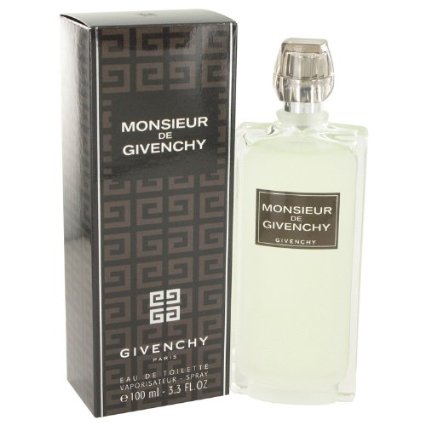 MONSIEUR
DE
GIVENCHY
GIVENCHY
PARIS
EAU DE TOILETTE
VAPORISATEUR - SPRAY
e 100 ml - 3.3 FL.OZ
MONSIEUR
DE
GIVENCHY
GIVENCHY